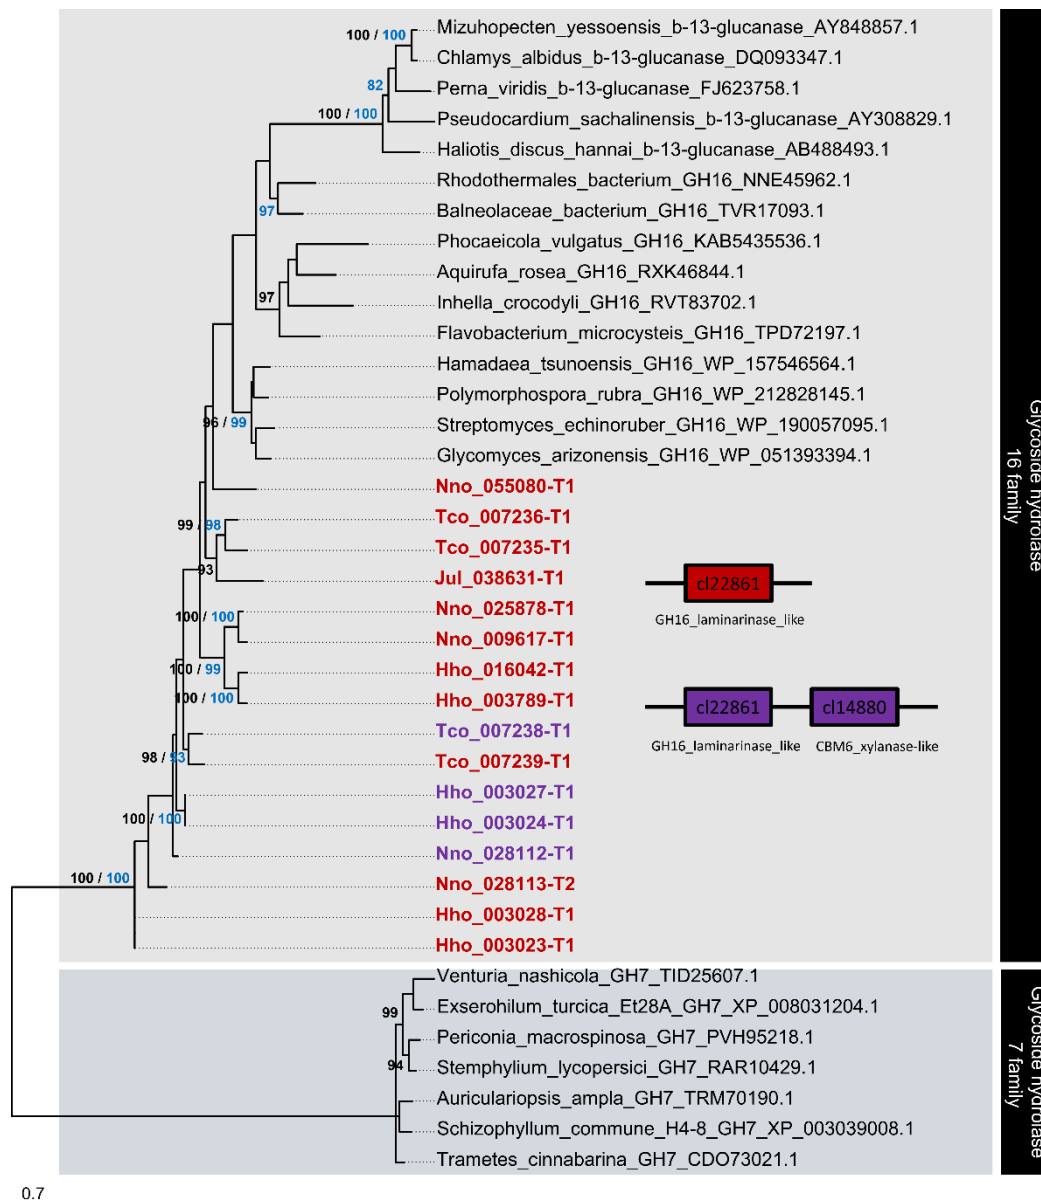 100 / 100
Mizuhopecten_yessoensis_b-13-glucanase_AY848857.1
Chlamys_albidus_b-13-glucanase_DQ093347.1
82
Perna_viridis_b-13-glucanase_FJ623758.1
100 / 100
Pseudocardium_sachalinensis_b-13-glucanase_AY308829.1
Haliotis_discus_hannai_b-13-glucanase_AB488493.1
Rhodothermales_bacterium_GH16_NNE45962.1
97
Balneolaceae_bacterium_GH16_TVR17093.1
Phocaeicola_vulgatus_GH16_KAB5435536.1
Aquirufa_rosea_GH16_RXK46844.1
97
Inhella_crocodyli_GH16_RVT83702.1
Flavobacterium_microcysteis_GH16_TPD72197.1
Hamadaea_tsunoensis_GH16_WP_157546564.1
Polymorphospora_rubra_GH16_WP_212828145.1
96 / 99
Streptomyces_echinoruber_GH16_WP_190057095.1
Glycomyces_arizonensis_GH16_WP_051393394.1
Nno_055080-T1
99 / 98
Tco_007236-T1
Tco_007235-T1
93
Jul_038631-T1
100 / 100
Nno_025878-T1
Nno_009617-T1
100 / 99
Hho_016042-T1
100 / 100
Hho_003789-T1
Tco_007238-T1
98 / 93
Tco_007239-T1
Hho_003027-T1
100 / 100
Hho_003024-T1
Nno_028112-T1
100 / 100
Nno_028113-T2
Hho_003028-T1
Hho_003023-T1
cl22861
GH16_laminarinase_like
cl22861
cl14880
GH16_laminarinase_like
CBM6_xylanase-like
Glycoside hydrolase
16 family
Venturia_nashicola_GH7_TID25607.1
99
Exserohilum_turcica_Et28A_GH7_XP_008031204.1
Periconia_macrospinosa_GH7_PVH95218.1
94
Stemphylium_lycopersici_GH7_RAR10429.1
Auriculariopsis_ampla_GH7_TRM70190.1
Schizophyllum_commune_H4-8_GH7_XP_003039008.1
Trametes_cinnabarina_GH7_CDO73021.1
Glycoside hydrolase
7 family
0.7